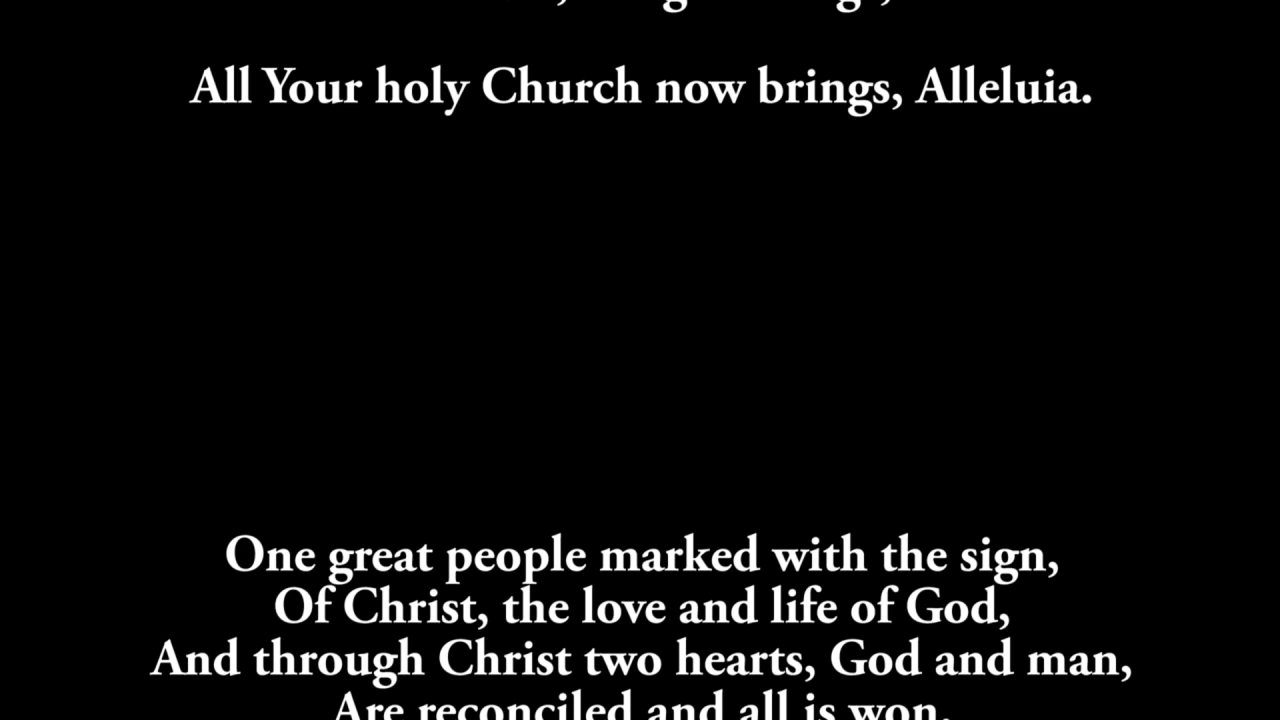 All Your holy Church now brings, Alleluia.
One great people marked with the sign,
Of Christ, the love and life of God,
And through Christ two hearts, God and man,
Are reconciled and all is won.